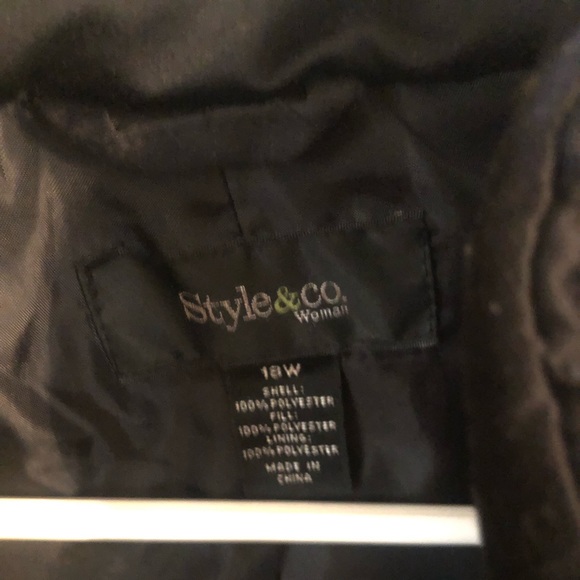 Style&co.
Woman
18W
SHELL:
100% POLYESTER
FILL:
100% POLYESTER
LINING:
100% POLYESTER
MADE IN
CHINA